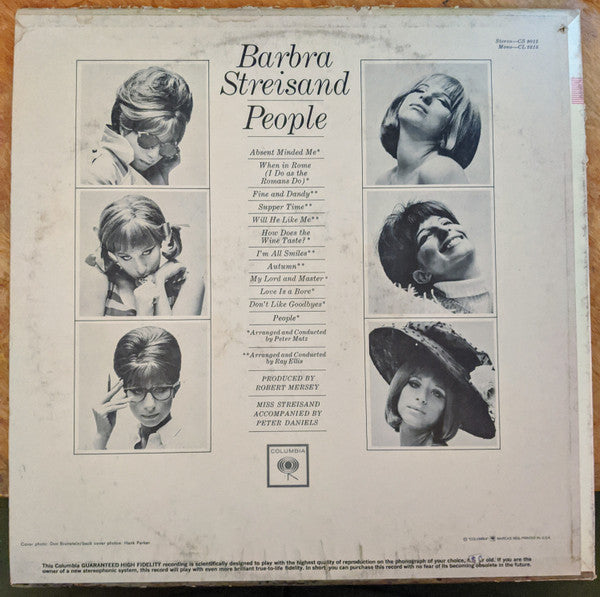 Stereo—CS 9015
Mono—CL 2215
Barbra
Streisand
People
Absent Minded Me*
When in Rome
(I Do as the
Romans Do)*
Fine and Dandy**
Supper Time**
Will He Like Me**
How Does the
Wine Taste?*
I'm All Smiles**
Autumn**
My Lord and Master*
Love Is a Bore*
Don't Like Goodbyes*
People*
*Arranged and Conducted
by Peter Matz
**Arranged and Conducted
by Ray Ellis
PRODUCED BY
ROBERT MERSEY
MISS STREISAND
ACCOMPANIED BY
PETER DANIELS
COLUMBIA
Cover photo: Don Bronstein/back cover photos: Hank Parker
® "COLUMBIA" MARCAS REG. PRINTED IN U.S.A.
This Columbia GUARANTEED HIGH FIDELITY recording is scientifically designed to play with the highest quality of reproduction on the phonograph of your choice, or old. If you are the
owner of a new stereophonic system, this record will play with even more brilliant true-to-life fidelity. In short, you can purchase this record with no fear of its becoming obsolete in the future.